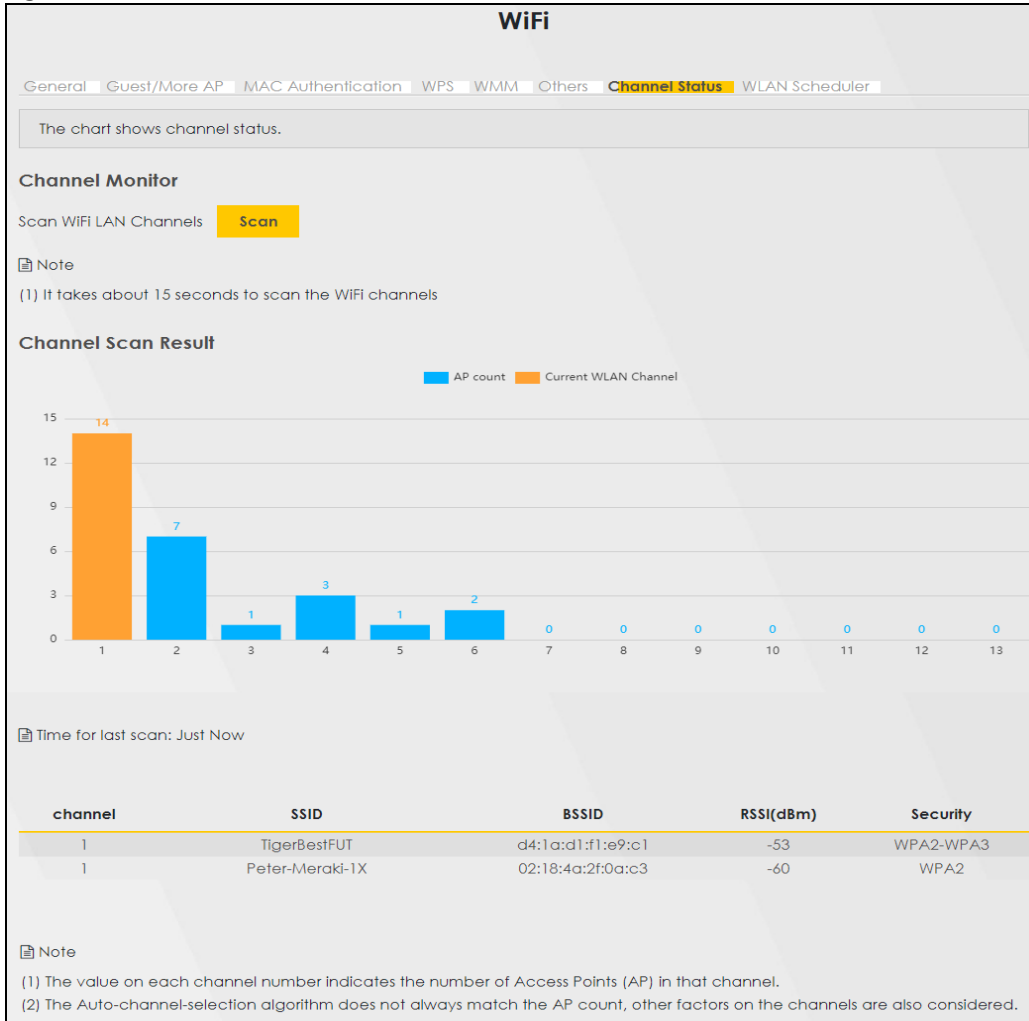 WiFi
General Guest/More AP MAC Authentication WPS WMM Others Channel Status WLAN Scheduler
The chart shows channel status.
Channel Monitor
Scan WiFi LAN Channels Scan
Note
(1) It takes about 15 seconds to scan the WiFi channels
Channel Scan Result
AP count Current WLAN Channel
15
14
12
9
7
6
3
3
2
1 1
0 0 0 0 0 0 0
0
1 2 3 4 5 6 7 8 9 10 11 12 13
Time for last scan: Just Now
channel SSID BSSID RSSI(dBm) Security
1 TigerBestFUT d4:1a:d1:f1:e9:c1 -53 WPA2-WPA3
1 Peter-Meraki-1X 02:18:4a:2f:0a:c3 -60 WPA2
Note
(1) The value on each channel number indicates the number of Access Points (AP) in that channel.
(2) The Auto-channel-selection algorithm does not always match the AP count, other factors on the channels are also considered.